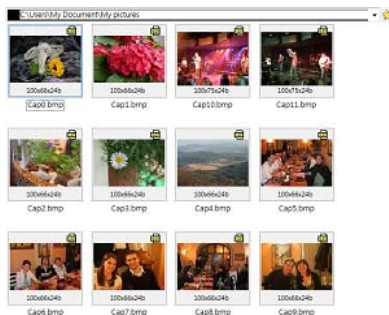 C:\Users\My Document\My pictures
100x66x24b 100x66x24b 100x75x24b 100x75x24b
Cap0.bmp Cap1.bmp Cap10.bmp Cap11.bmp
100x66x24b 100x66x24b 100x66x24b 100x66x24b
Cap2.bmp Cap3.bmp Cap4.bmp Cap5.bmp
100x66x24b 100x66x24b 100x66x24b 100x66x24b
Cap6.bmp Cap7.bmp Cap8.bmp Cap9.bmp